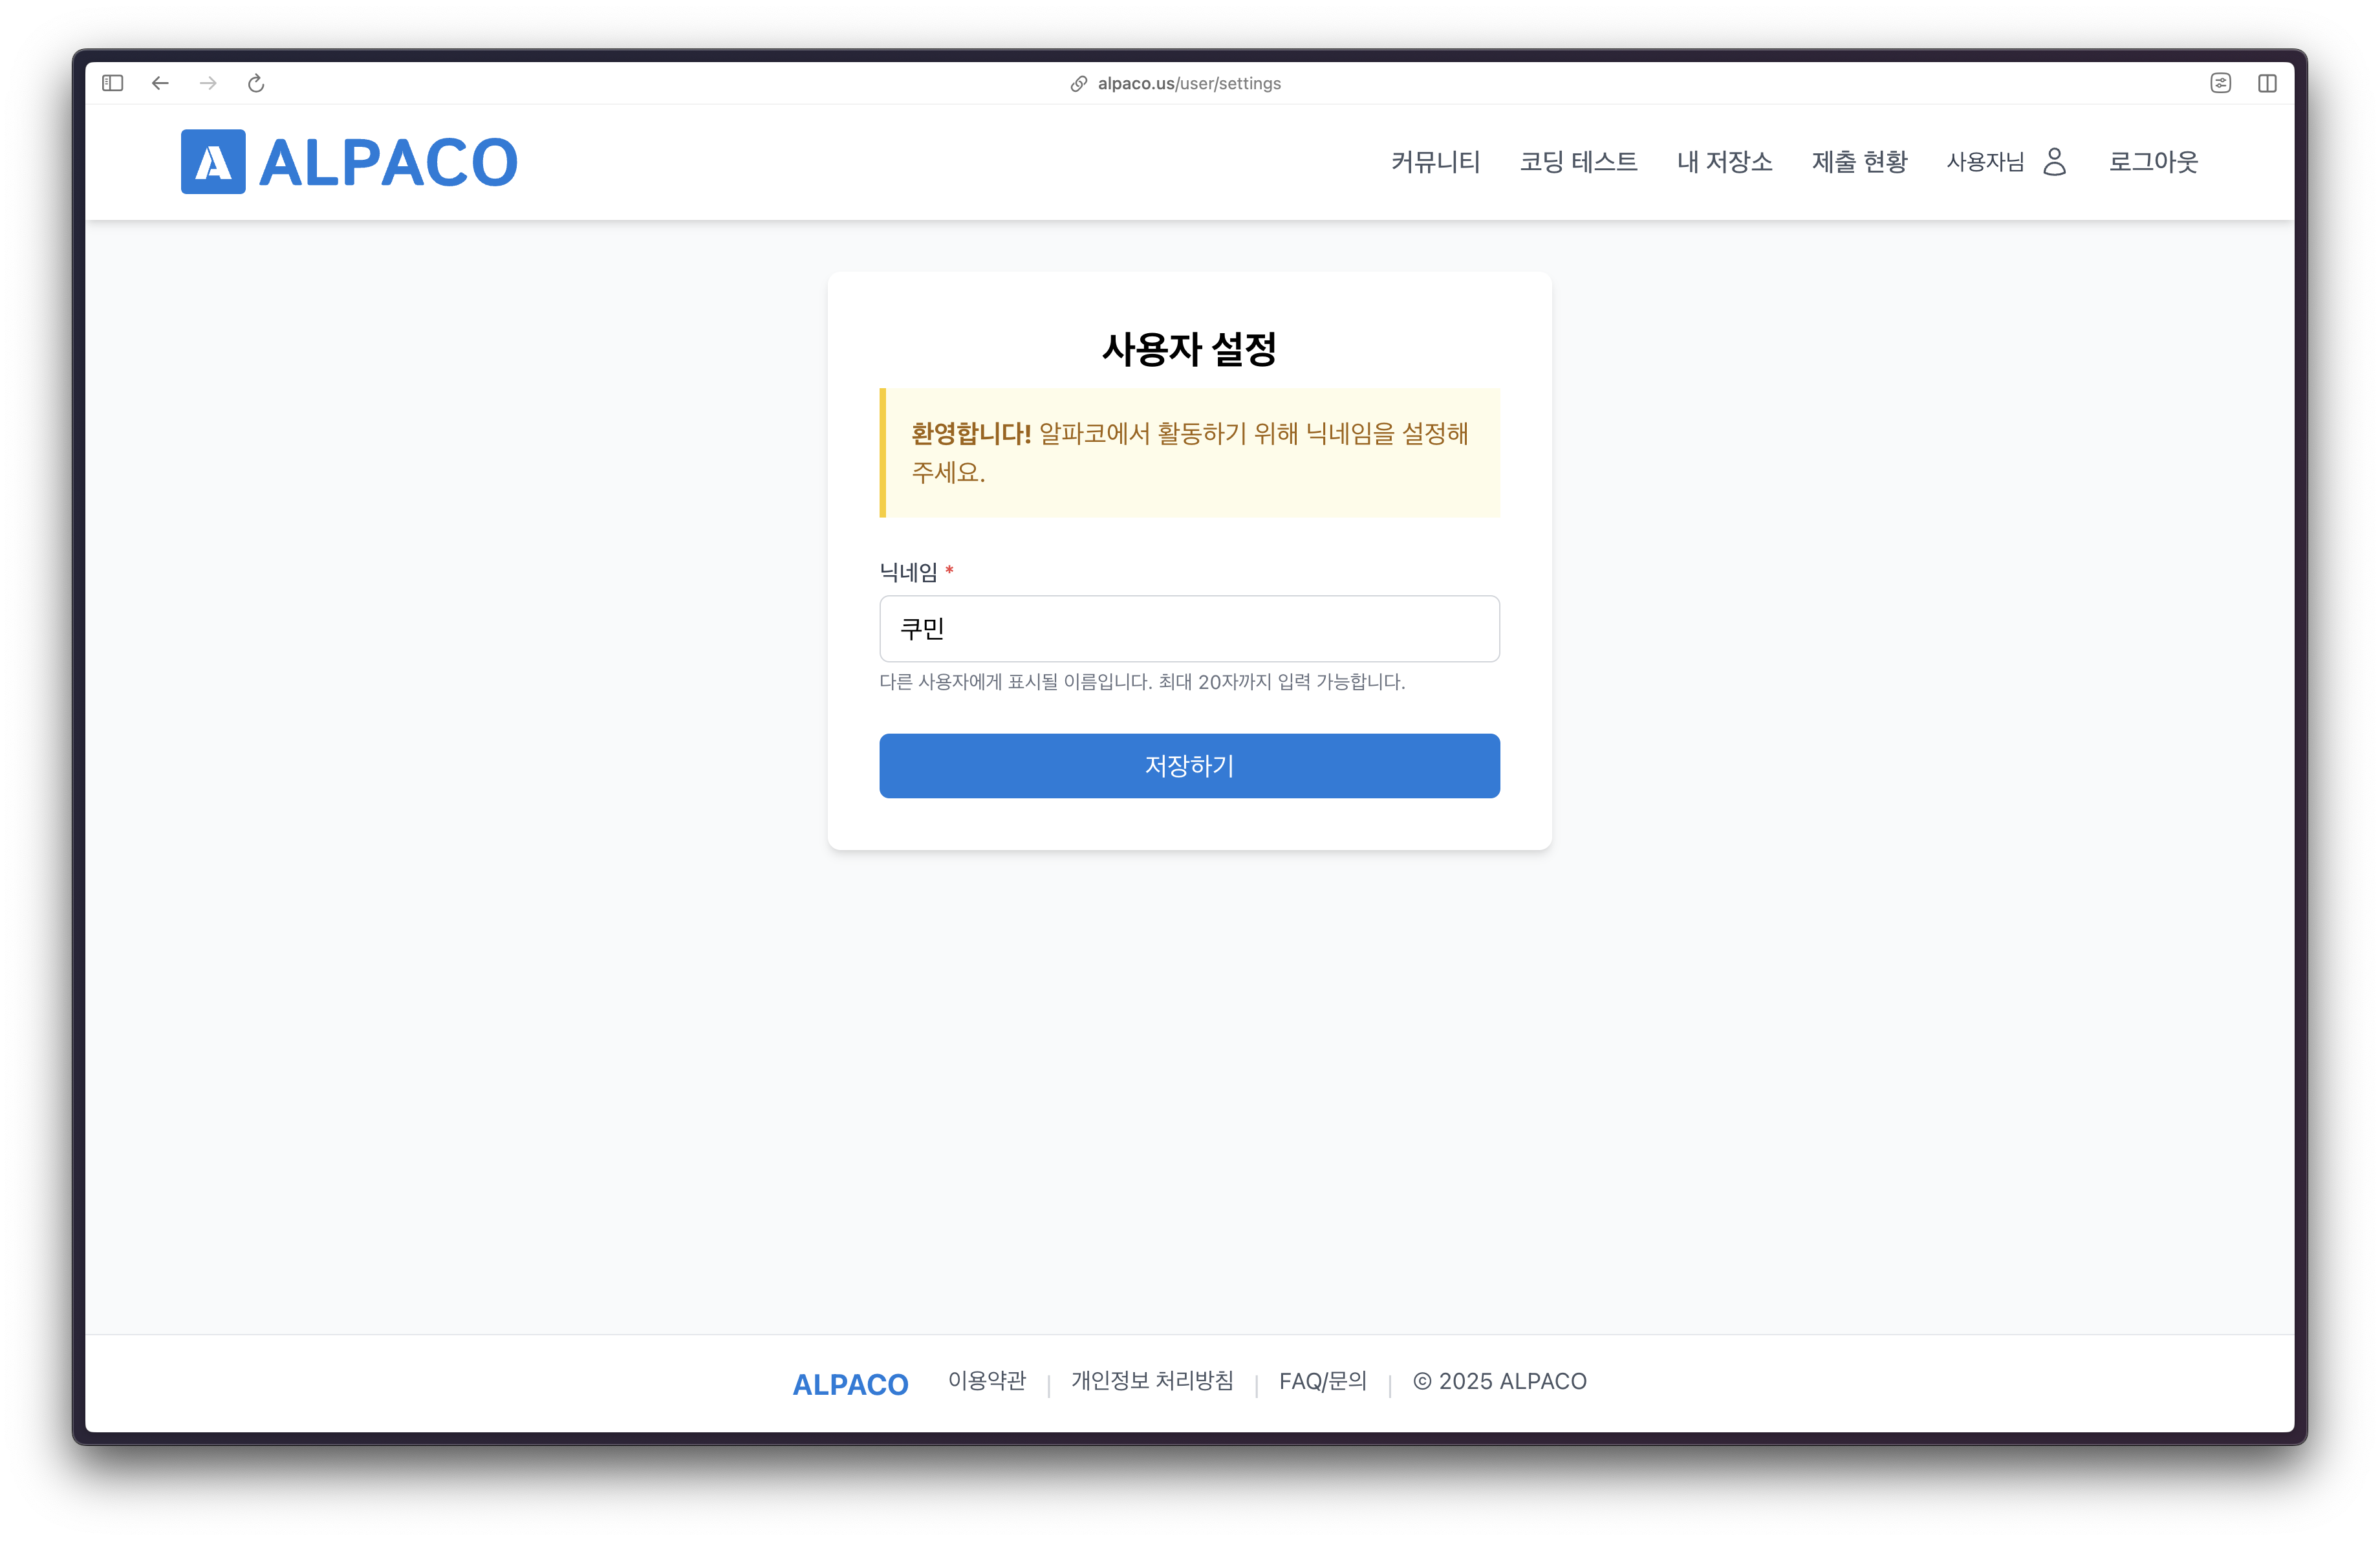 alpaco.us/user/settings
ALPACO
커뮤니티 코딩 테스트 내 저장소 제출 현황 사용자님 로그아웃
사용자 설정
환영합니다! 알파코에서 활동하기 위해 닉네임을 설정해
주세요.
닉네임 *
쿠민
다른 사용자에게 표시될 이름입니다. 최대 20자까지 입력 가능합니다.
저장하기
ALPACO 이용약관 | 개인정보 처리방침 | FAQ/문의 | © 2025 ALPACO